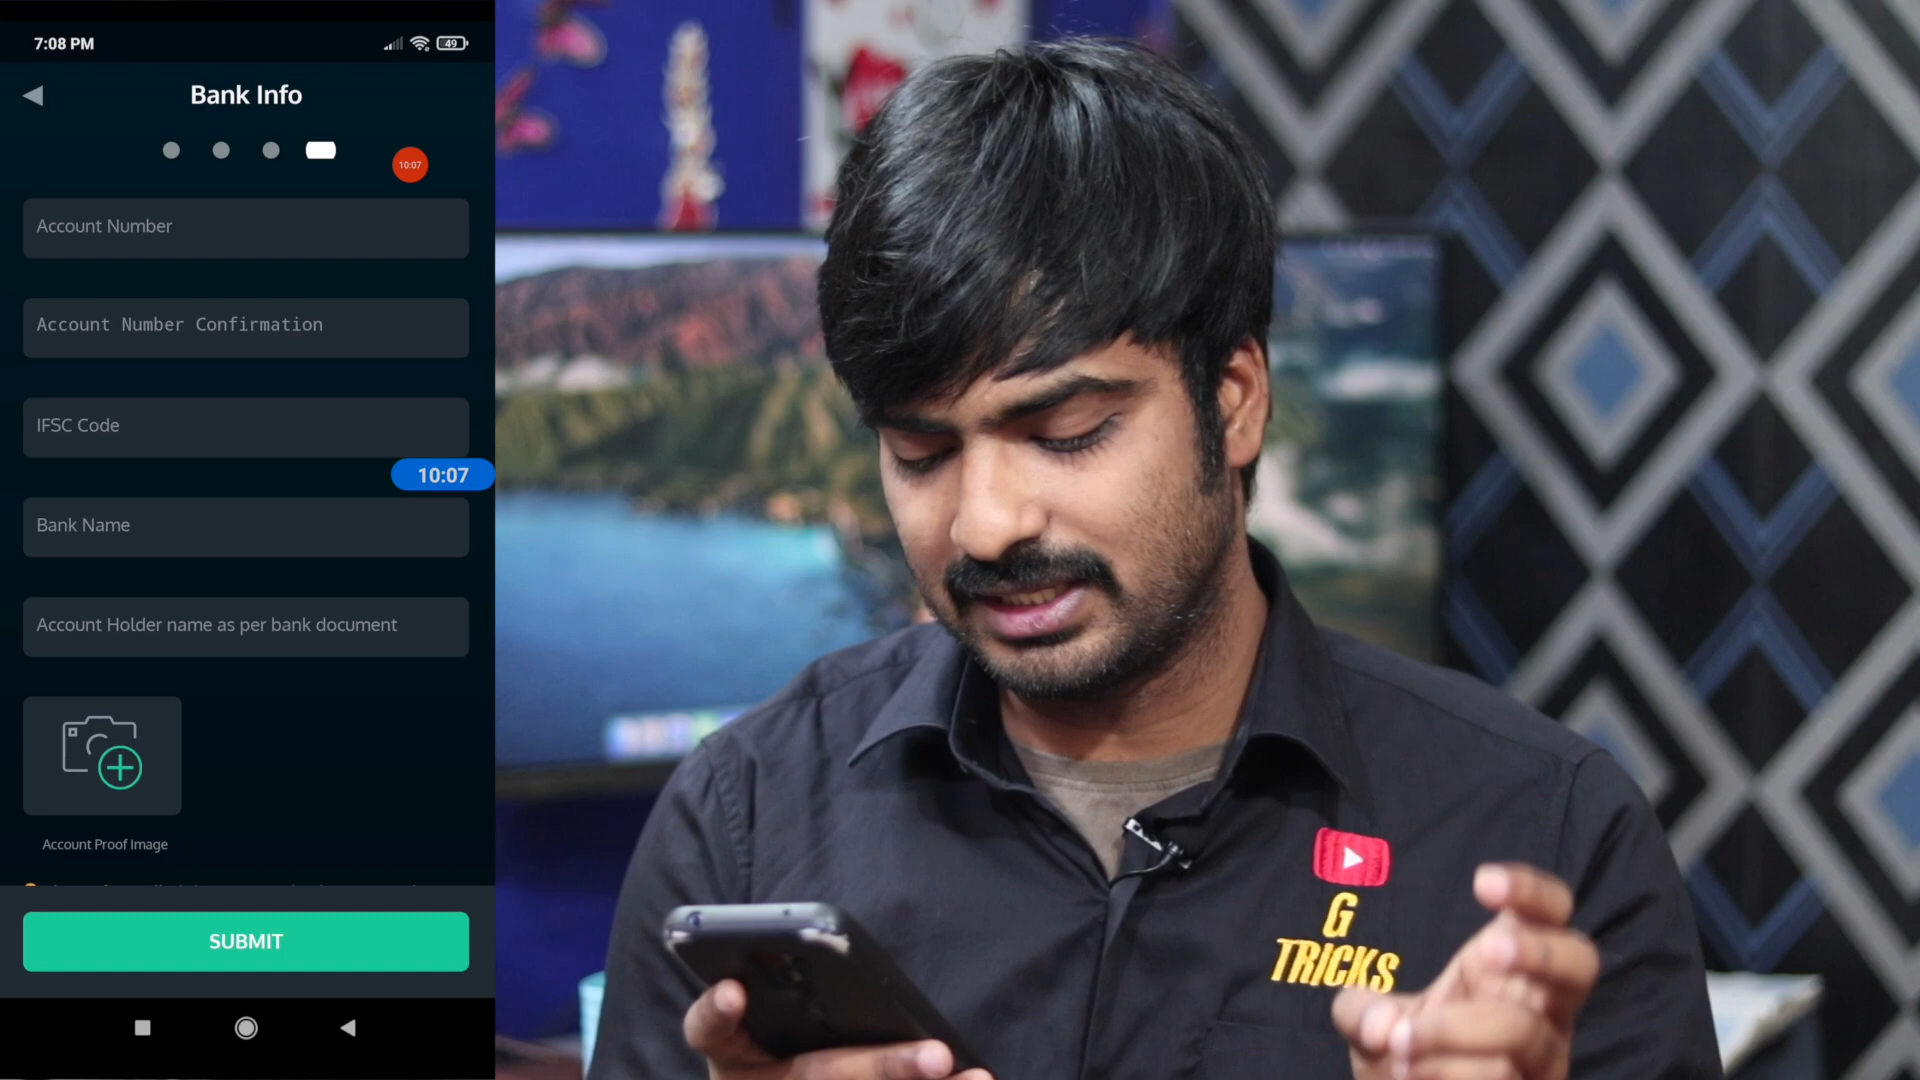 7:08 PM
49
Bank Info
10:07
Account Number
Account Number Confirmation
IFSC Code
10:07
Bank Name
Account Holder name as per bank document
Account Proof Image
SUBMIT
G
TRICKS